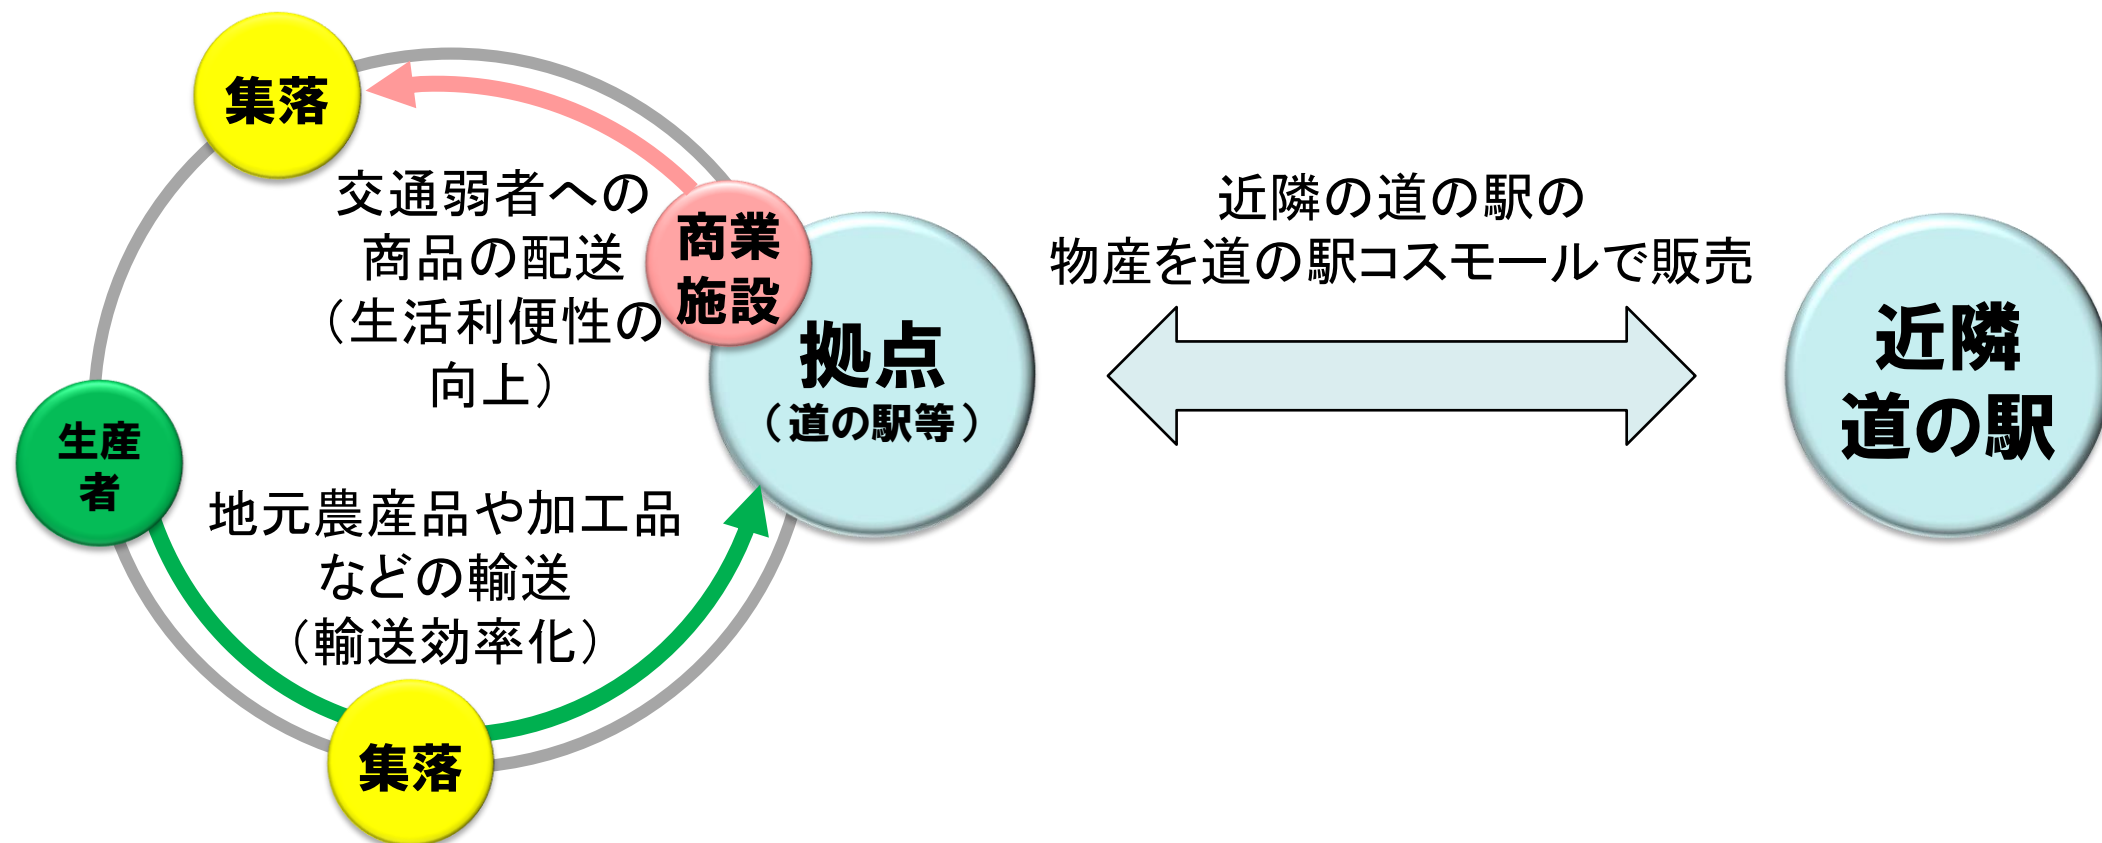 集落
交通弱者への
商品の配送
（生活利便性の
向上）
商業
施設
拠点
（道の駅等）
生産
者
地元農産品や加工品
などの輸送
（輸送効率化）
集落
近隣の道の駅の
物産を道の駅コスモールで販売
近隣
道の駅